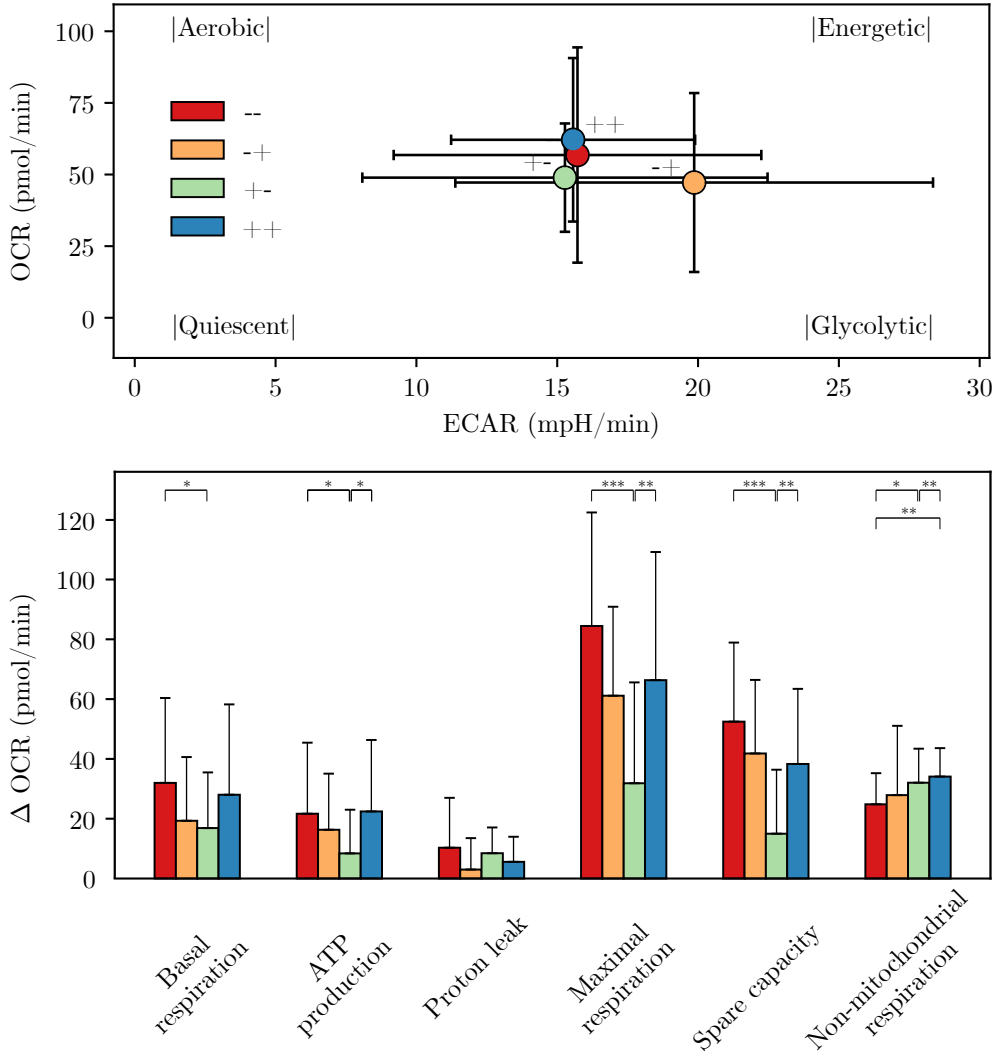 |Aerobic|
|Energetic|
100
75
50
25
0
OCR (pmol/min)
--
-+
+-
++
++
+-
-+
|Quiescent|
|Glycolytic|
0
5
10
15
20
25
30
ECAR (mpH/min)
*
*
*
***
**
***
**
*
**
**
120
100
80
60
40
20
0
Δ OCR (pmol/min)
Basal
respiration
ATP
production
Proton leak
Maximal
respiration
Spare capacity
Non-mitochondrial
respiration